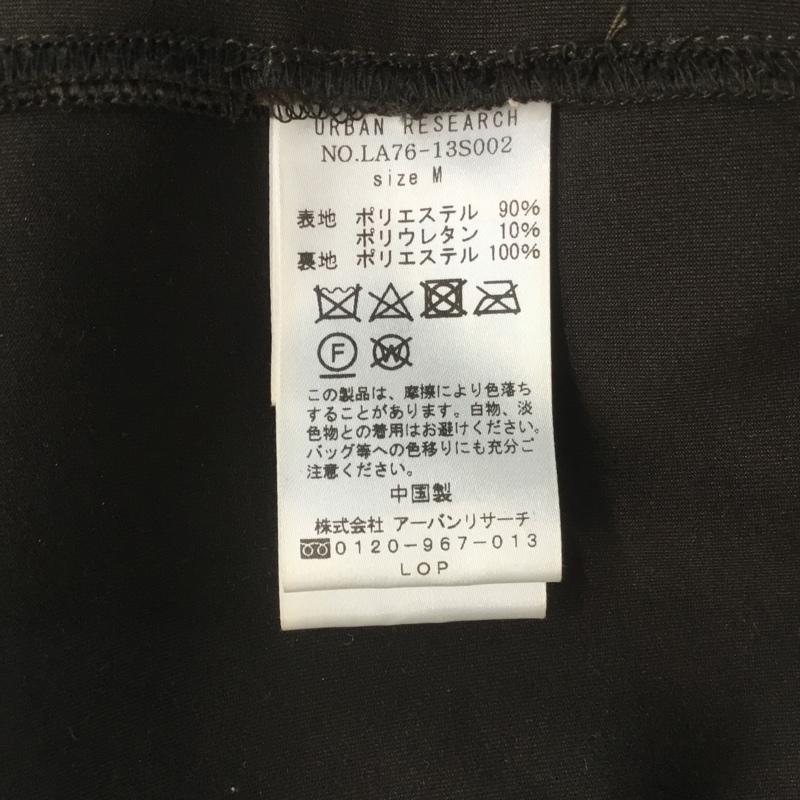 URBAN RESEARCH
NO.LA76-13S002
size M
表地 ポリエステル 90%
ポリウレタン 10%
裏地 ポリエステル 100%
F W
この製品は、摩擦により色落ち
することがあります。白物、淡
色物との着用はお避けください。
バッグ等への色移りにも充分ご
注意ください。
中国製
株式会社 アーバンリサーチ
0120-967-013
LOP